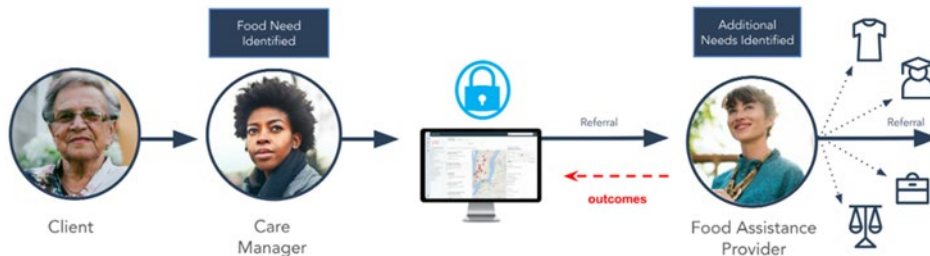 Food Need
Identified
Additional
Needs Identified
Referral
Referral
outcomes
Client
Care
Manager
Food Assistance
Provider